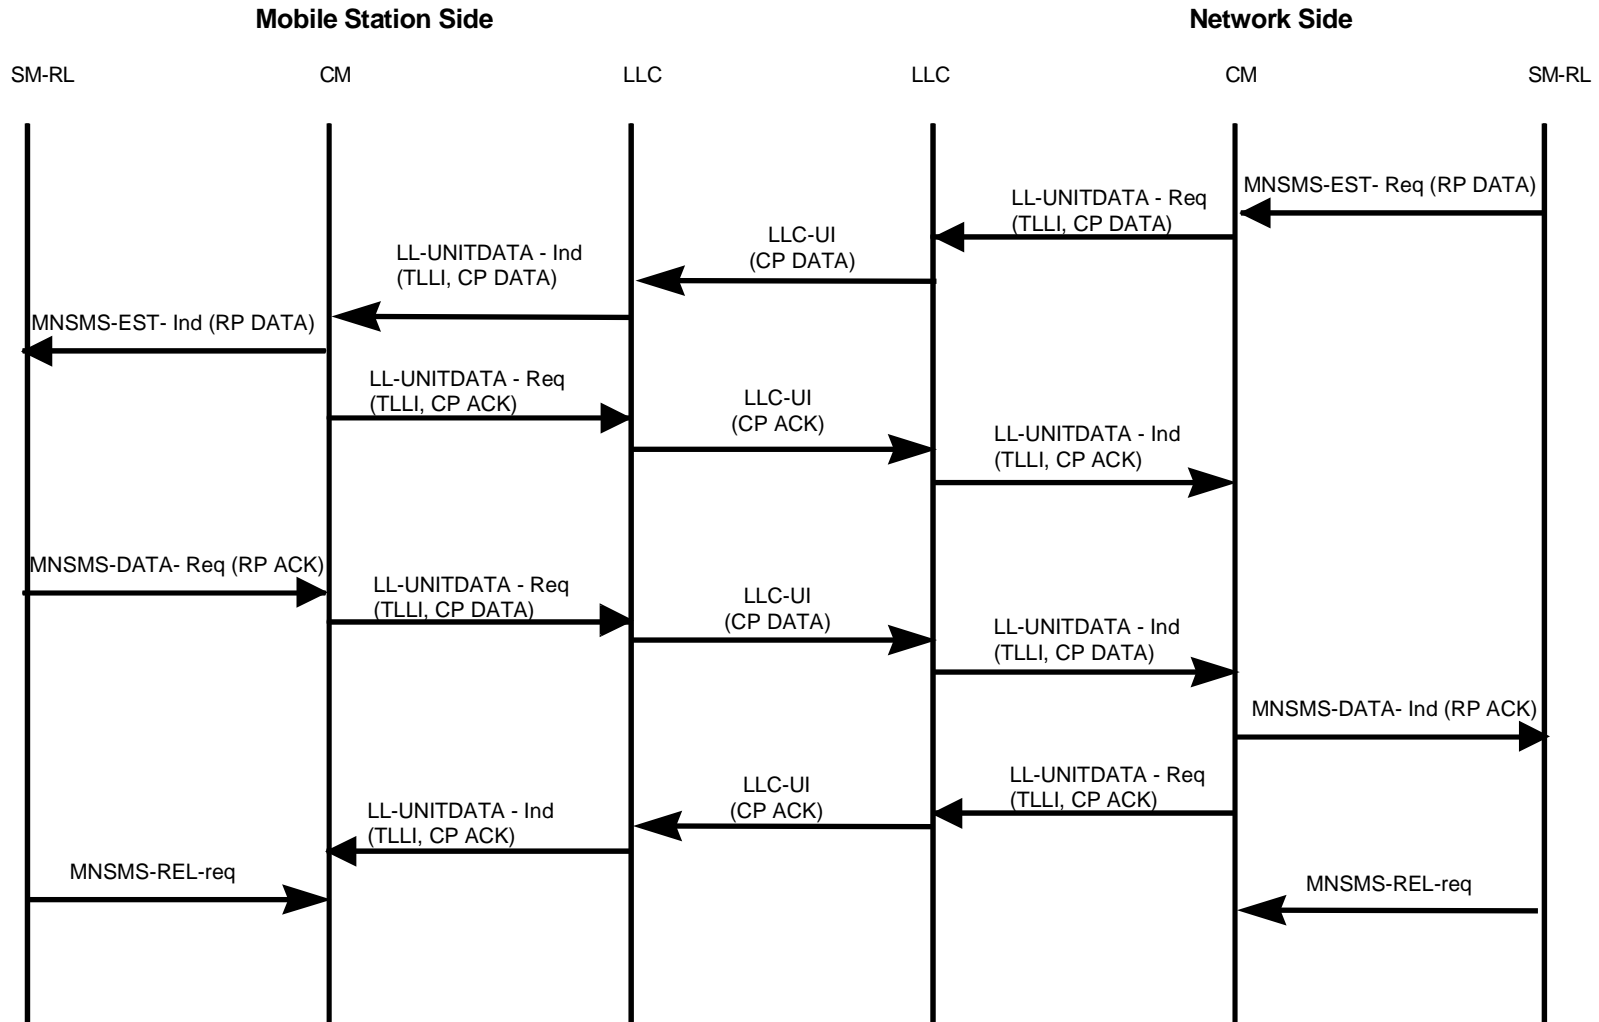 Mobile Station Side
Network Side
SM-RL
CM
LLC
LLC
CM
SM-RL
MNSMS-EST- Req (RP DATA)
LL-UNITDATA - Req
(TLLI, CP DATA)
LLC-UI
(CP DATA)
LL-UNITDATA - Ind
(TLLI, CP DATA)
MNSMS-EST- Ind (RP DATA)
LL-UNITDATA - Req
(TLLI, CP ACK)
LLC-UI
(CP ACK)
LL-UNITDATA - Ind
(TLLI, CP ACK)
MNSMS-DATA- Req (RP ACK)
LL-UNITDATA - Req
(TLLI, CP DATA)
LLC-UI
(CP DATA)
LL-UNITDATA - Ind
(TLLI, CP DATA)
MNSMS-DATA- Ind (RP ACK)
LL-UNITDATA - Req
(TLLI, CP ACK)
LLC-UI
(CP ACK)
LL-UNITDATA - Ind
(TLLI, CP ACK)
MNSMS-REL-req
MNSMS-REL-req